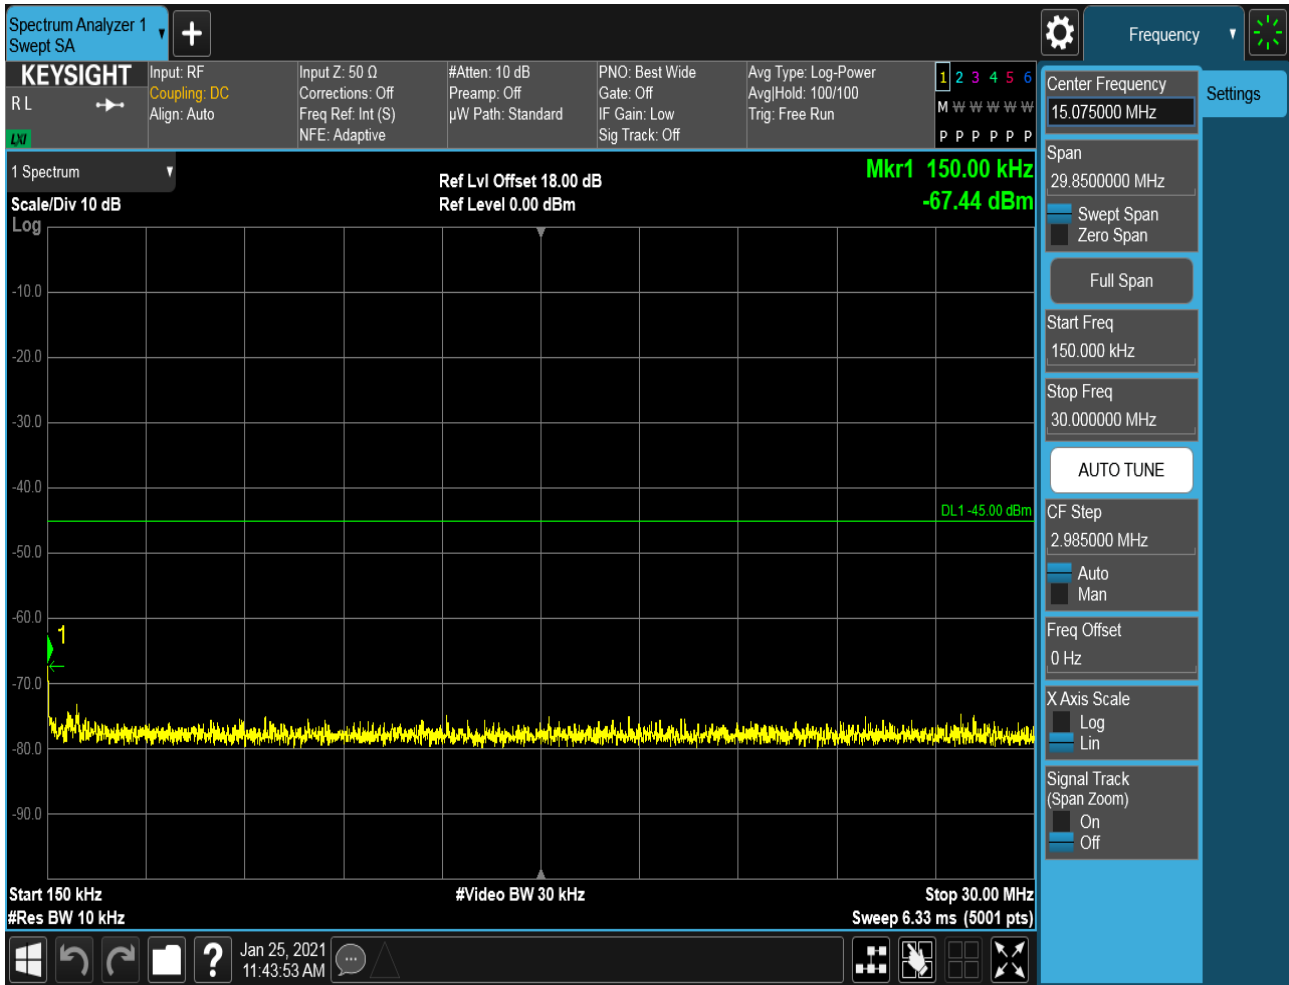 Spectrum Analyzer 1
Swept SA
Frequency
KEYSIGHT
R L
LXI
Input: RF
Coupling: DC
Align: Auto
Input Z: 50 Ω
Corrections: Off
Freq Ref: Int (S)
NFE: Adaptive
#Atten: 10 dB
Preamp: Off
µW Path: Standard
PNO: Best Wide
Gate: Off
IF Gain: Low
Sig Track: Off
Avg Type: Log-Power
Avg|Hold: 100/100
Trig: Free Run
1 2 3 4 5 6
M W W W W W
P P P P P P
1 Spectrum
Scale/Div 10 dB
Log
Ref Lvl Offset 18.00 dB
Ref Level 0.00 dBm
Mkr1 150.00 kHz
-67.44 dBm
-10.0
-20.0
-30.0
-40.0
DL1 -45.00 dBm
-50.0
-60.0
1
-70.0
-80.0
-90.0
Start 150 kHz
#Res BW 10 kHz
#Video BW 30 kHz
Stop 30.00 MHz
Sweep 6.33 ms (5001 pts)
Center Frequency
15.075000 MHz
Settings
Span
29.8500000 MHz
Swept Span
Zero Span
Full Span
Start Freq
150.000 kHz
Stop Freq
30.000000 MHz
AUTO TUNE
CF Step
2.985000 MHz
Auto
Man
Freq Offset
0 Hz
X Axis Scale
Log
Lin
Signal Track
(Span Zoom)
On
Off
?
Jan 25, 2021
11:43:53 AM